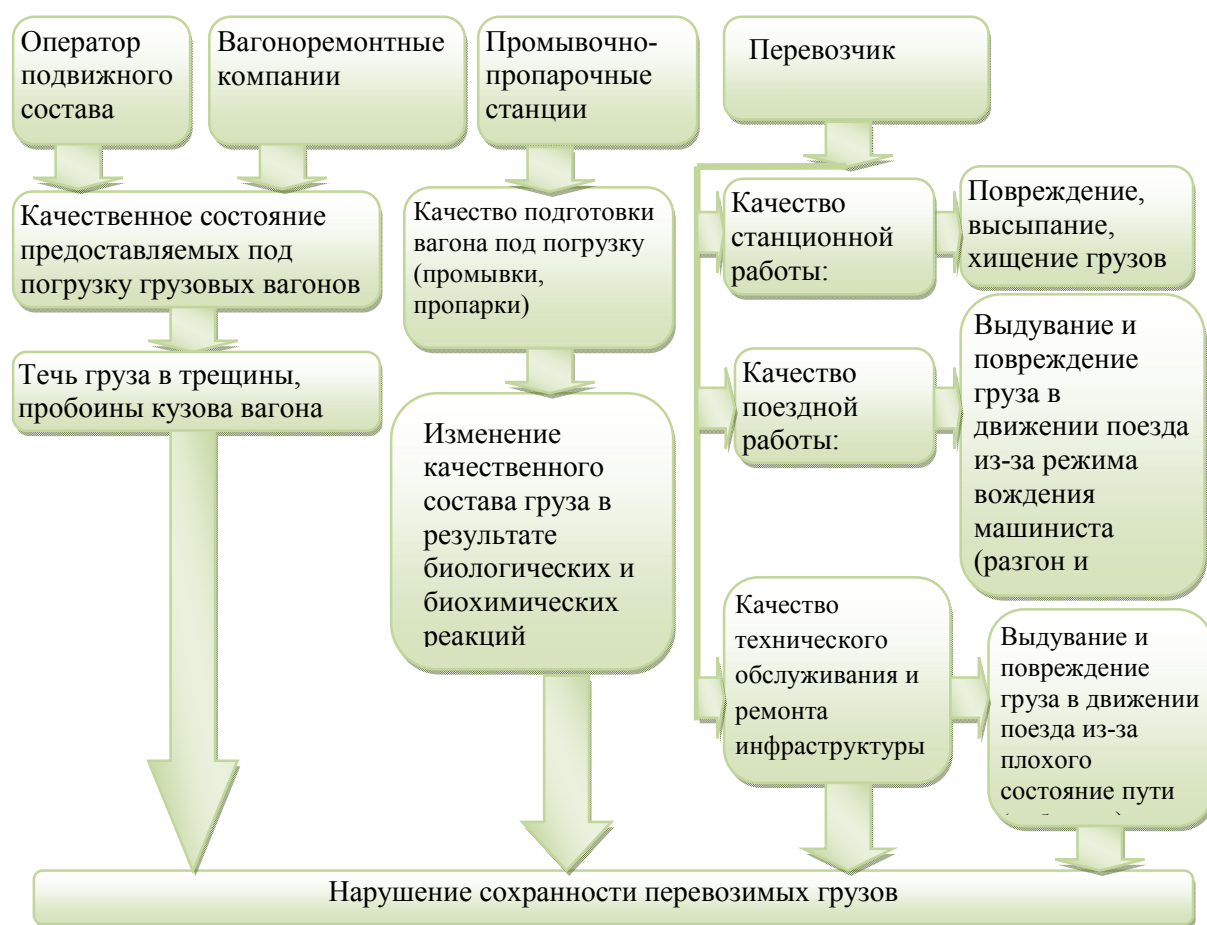 Оператор
подвижного
состава
Вагоноремонтные
компании
Промывочно-
пропарочные
станции
Перевозчик
Качественное состояние
предоставляемых под
погрузку грузовых вагонов
Качество подготовки
вагона под погрузку
(промывки,
пропарки)
Качество
станционной
работы:
Повреждение,
высыпание,
хищение грузов
Течь груза в трещины,
пробоины кузова вагона
Изменение
качественного
состава груза в
результате
биологических и
биохимических
реакций
Качество
поездной
работы:
Выдувание и
повреждение
груза в
движении поезда
из-за режима
вождения
машиниста
(разгон и
Качество
технического
обслуживания и
ремонта
инфраструктуры
Выдувание и
повреждение
груза в движении
поезда из-за
плохого
состояние пути
Нарушение сохранности перевозимых грузов